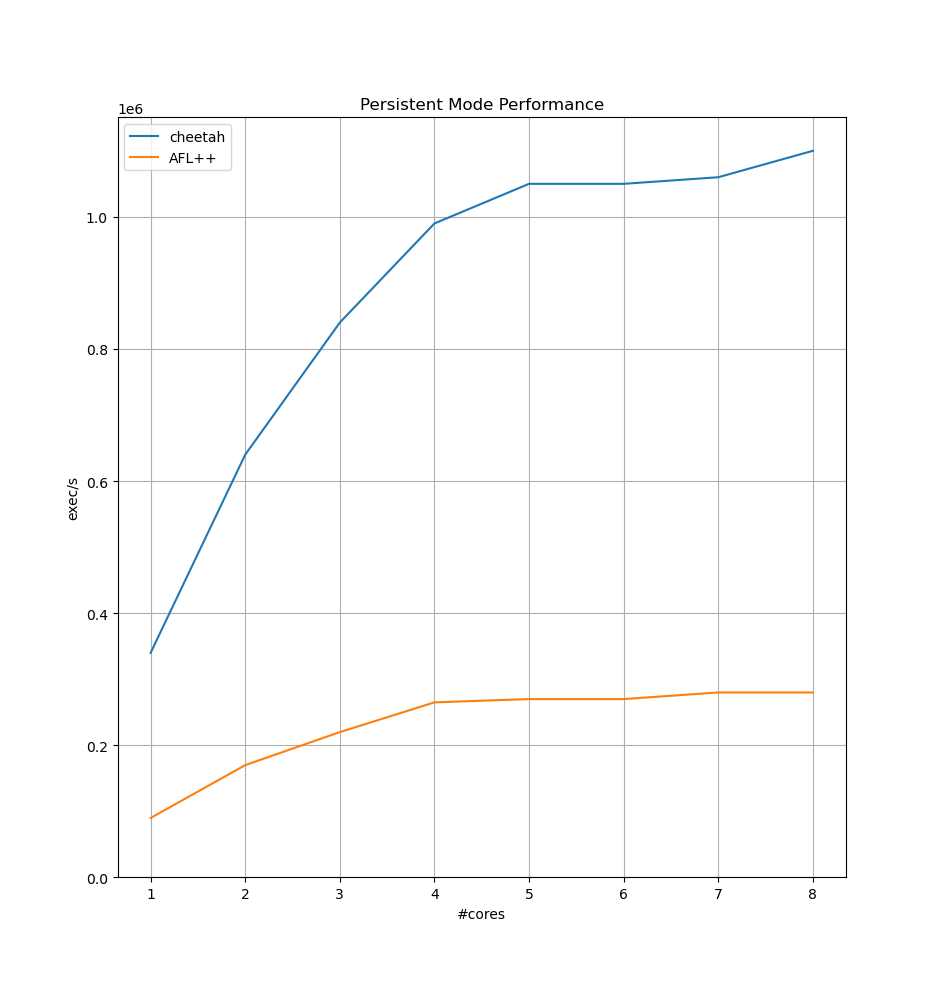 Persistent Mode Performance
1e6
cheetah
AFL++
1.0
0.8
0.6
0.4
0.2
0.0
exec/s
1 2 3 4 5 6 7 8
#cores